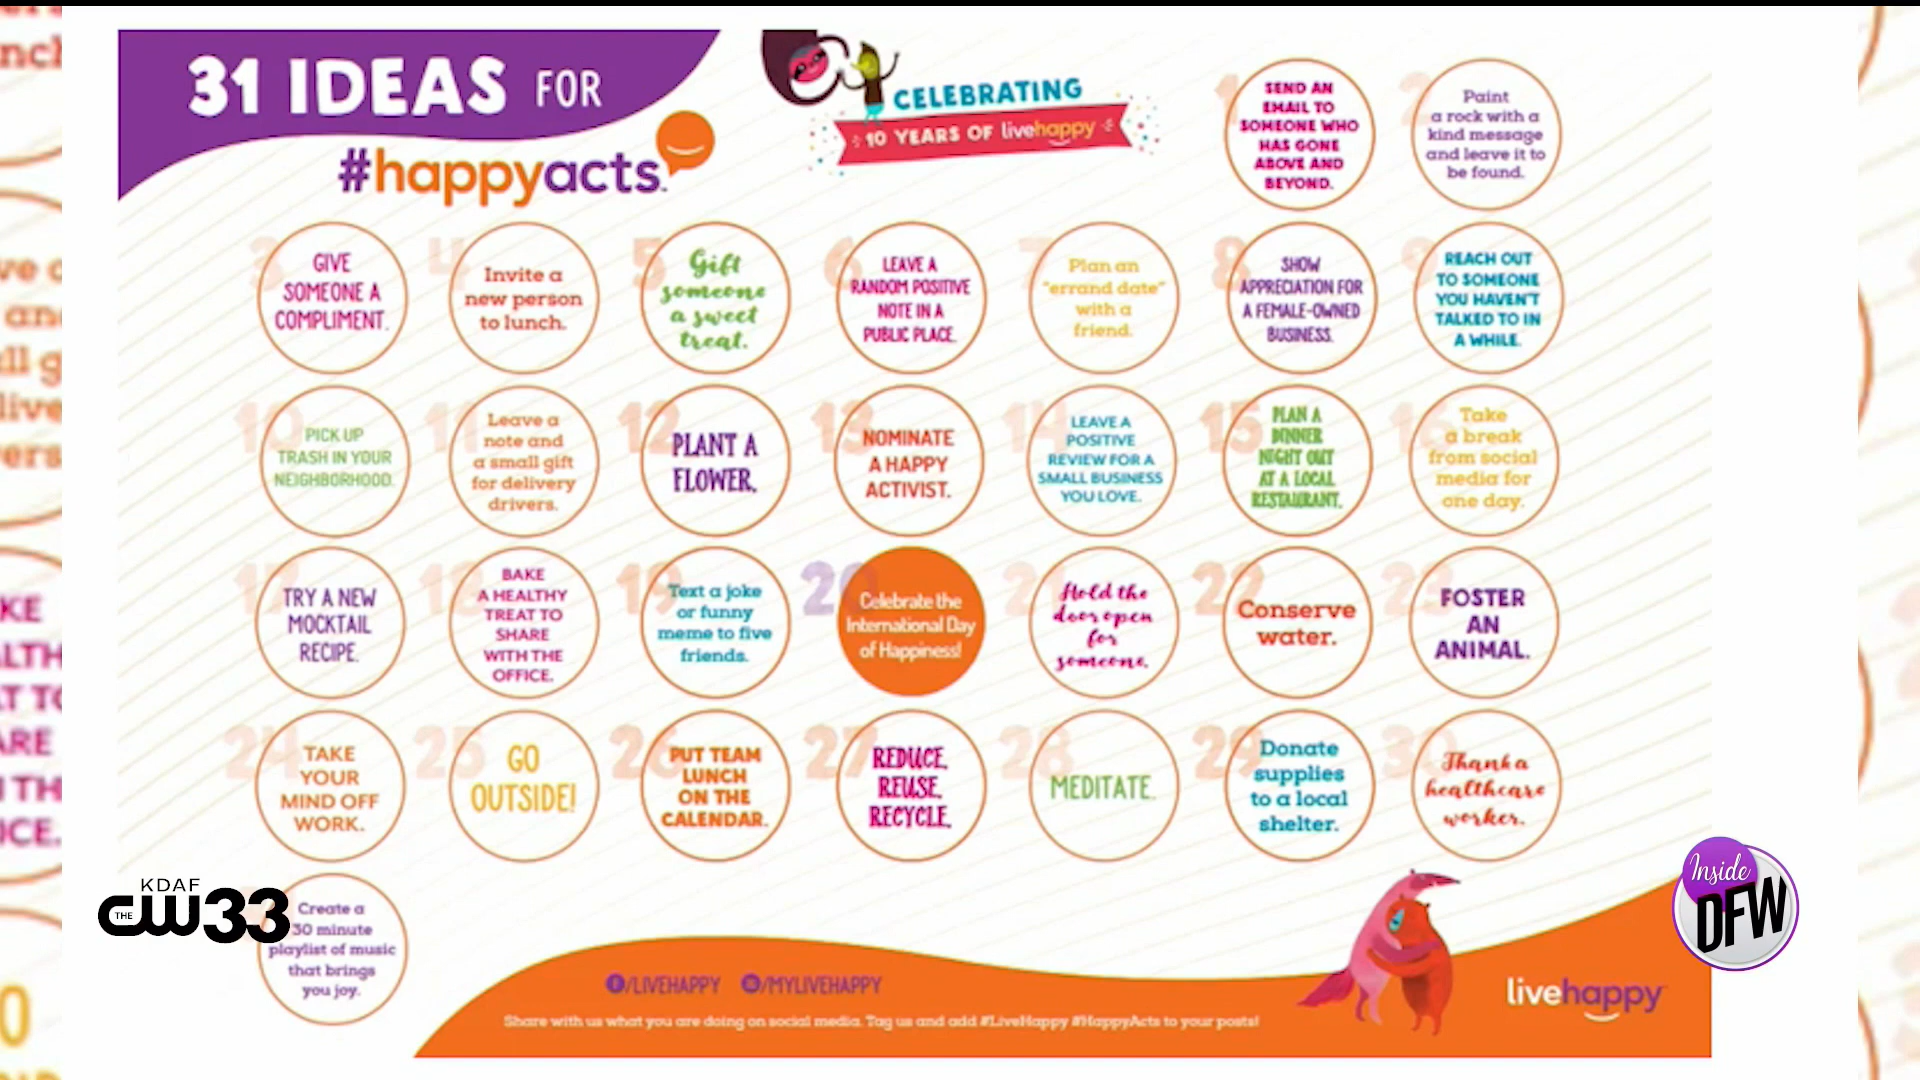 31 IDEAS FOR
#happyacts.
CELEBRATING
10 YEARS OF livehappy
1
SEND AN
EMAIL TO
SOMEONE WHO
HAS GONE
ABOVE AND
BEYOND.
2
Paint
a rock with a
kind message
and leave it to
be found.
3
GIVE
SOMEONE A
COMPLIMENT.
4
Invite a
new person
to lunch.
5
Gift
someone
a sweet
treat.
6
LEAVE A
RANDOM POSITIVE
NOTE IN A
PUBLIC PLACE.
7
Plan an
"errand date"
with a
friend.
8
SHOW
APPRECIATION FOR
A FEMALE-OWNED
BUSINESS.
9
REACH OUT
TO SOMEONE
YOU HAVEN'T
TALKED TO IN
A WHILE.
10
PICK UP
TRASH IN YOUR
NEIGHBORHOOD.
11
Leave a
note and
a small gift
for delivery
drivers.
12
PLANT A
FLOWER.
13
NOMINATE
A HAPPY
ACTIVIST.
14
LEAVE A
POSITIVE
REVIEW FOR A
SMALL BUSINESS
YOU LOVE.
15
PLAN A
DINNER
NIGHT OUT
AT A LOCAL
RESTAURANT.
16
Take
a break
from social
media for
one day.
17
TRY A NEW
MOCKTAIL
RECIPE.
18
BAKE
A HEALTHY
TREAT TO
SHARE
WITH THE
OFFICE.
19
Text a joke
or funny
meme to five
friends.
20
Celebrate the
International Day
of Happiness!
21
Hold the
door open
for
someone.
22
Conserve
water.
23
FOSTER
AN
ANIMAL.
24
TAKE
YOUR
MIND OFF
WORK.
25
GO
OUTSIDE!
26
PUT TEAM
LUNCH
ON THE
CALENDAR.
27
REDUCE,
REUSE,
RECYCLE.
28
MEDITATE.
29
Donate
supplies
to a local
shelter.
30
Thank a
healthcare
worker.
Create a
30 minute
playlist of music
that brings
you joy.
KDAF
THE CW33
Inside
DFW
/LIVEHAPPY /MYLIVEHAPPY
Share with us what you are doing on social media. Tag us and add #LiveHappy #HappyActs to your posts!
livehappy